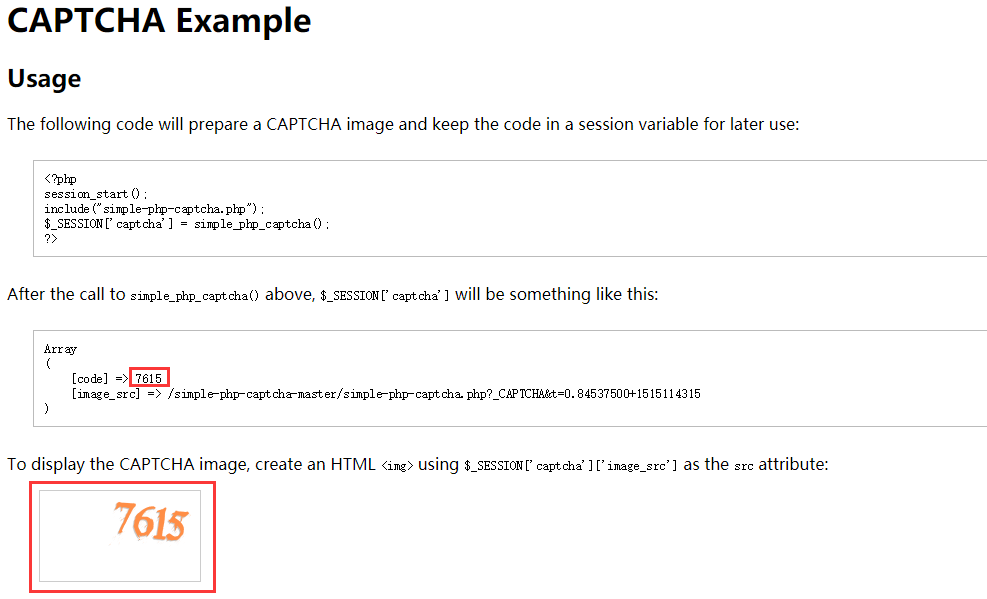 CAPTCHA Example
Usage
The following code will prepare a CAPTCHA image and keep the code in a session variable for later use:
<?php
session_start();
include("simple-php-captcha.php");
$_SESSION['captcha'] = simple_php_captcha();
?>
After the call to simple_php_captcha() above, $_SESSION['captcha'] will be something like this:
Array
(
    [code] => 7615
    [image_src] => /simple-php-captcha-master/simple-php-captcha.php?_CAPTCHA&t=0.84537500+1515114315
)
To display the CAPTCHA image, create an HTML <img> using $_SESSION['captcha']['image_src'] as the src attribute:
7615